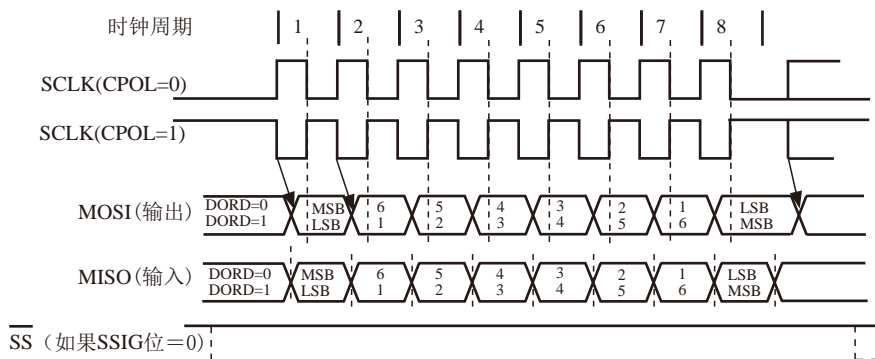 时钟周期 1 2 3 4 5 6 7 8
SCLK(CPOL=0)
SCLK(CPOL=1)
MOSI(输出) DORD=0 MSB 6 5 4 3 2 1 LSB
DORD=1 LSB 1 2 3 4 5 6 MSB
MISO(输入) DORD=0 MSB 6 5 4 3 2 1 LSB
DORD=1 LSB 1 2 3 4 5 6 MSB
SS(如果SSIG位=0)